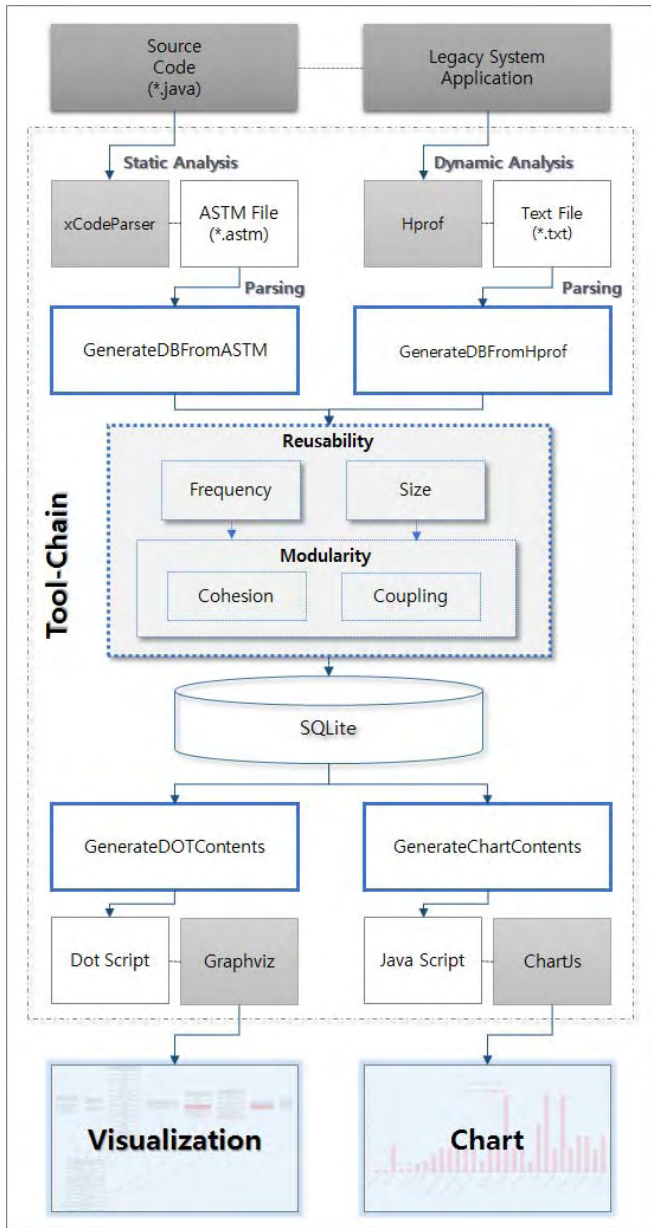 Source
Code
(*.java)
Legacy System
Application
Static Analysis
Dynamic Analysis
xCodeParser
ASTM File
(*.astm)
Hprof
Text File
(*.txt)
Parsing
Parsing
GenerateDBFromASTM
GenerateDBFromHprof
Tool-Chain
Reusability
Frequency
Size
Modularity
Cohesion
Coupling
SQLite
GenerateDOTContents
GenerateChartContents
Dot Script
Graphviz
Java Script
ChartJs
Visualization
Chart